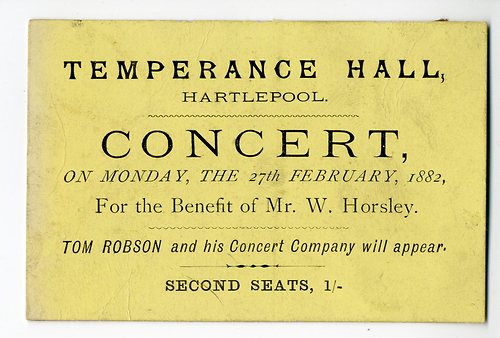 TEMPERANCE HALL,
HARTLEPOOL.
CONCERT,
ON MONDAY, THE 27th FEBRUARY, 1882,
For the Benefit of Mr. W. Horsley.
TOM ROBSON and his Concert Company will appear.
SECOND SEATS, 1/-